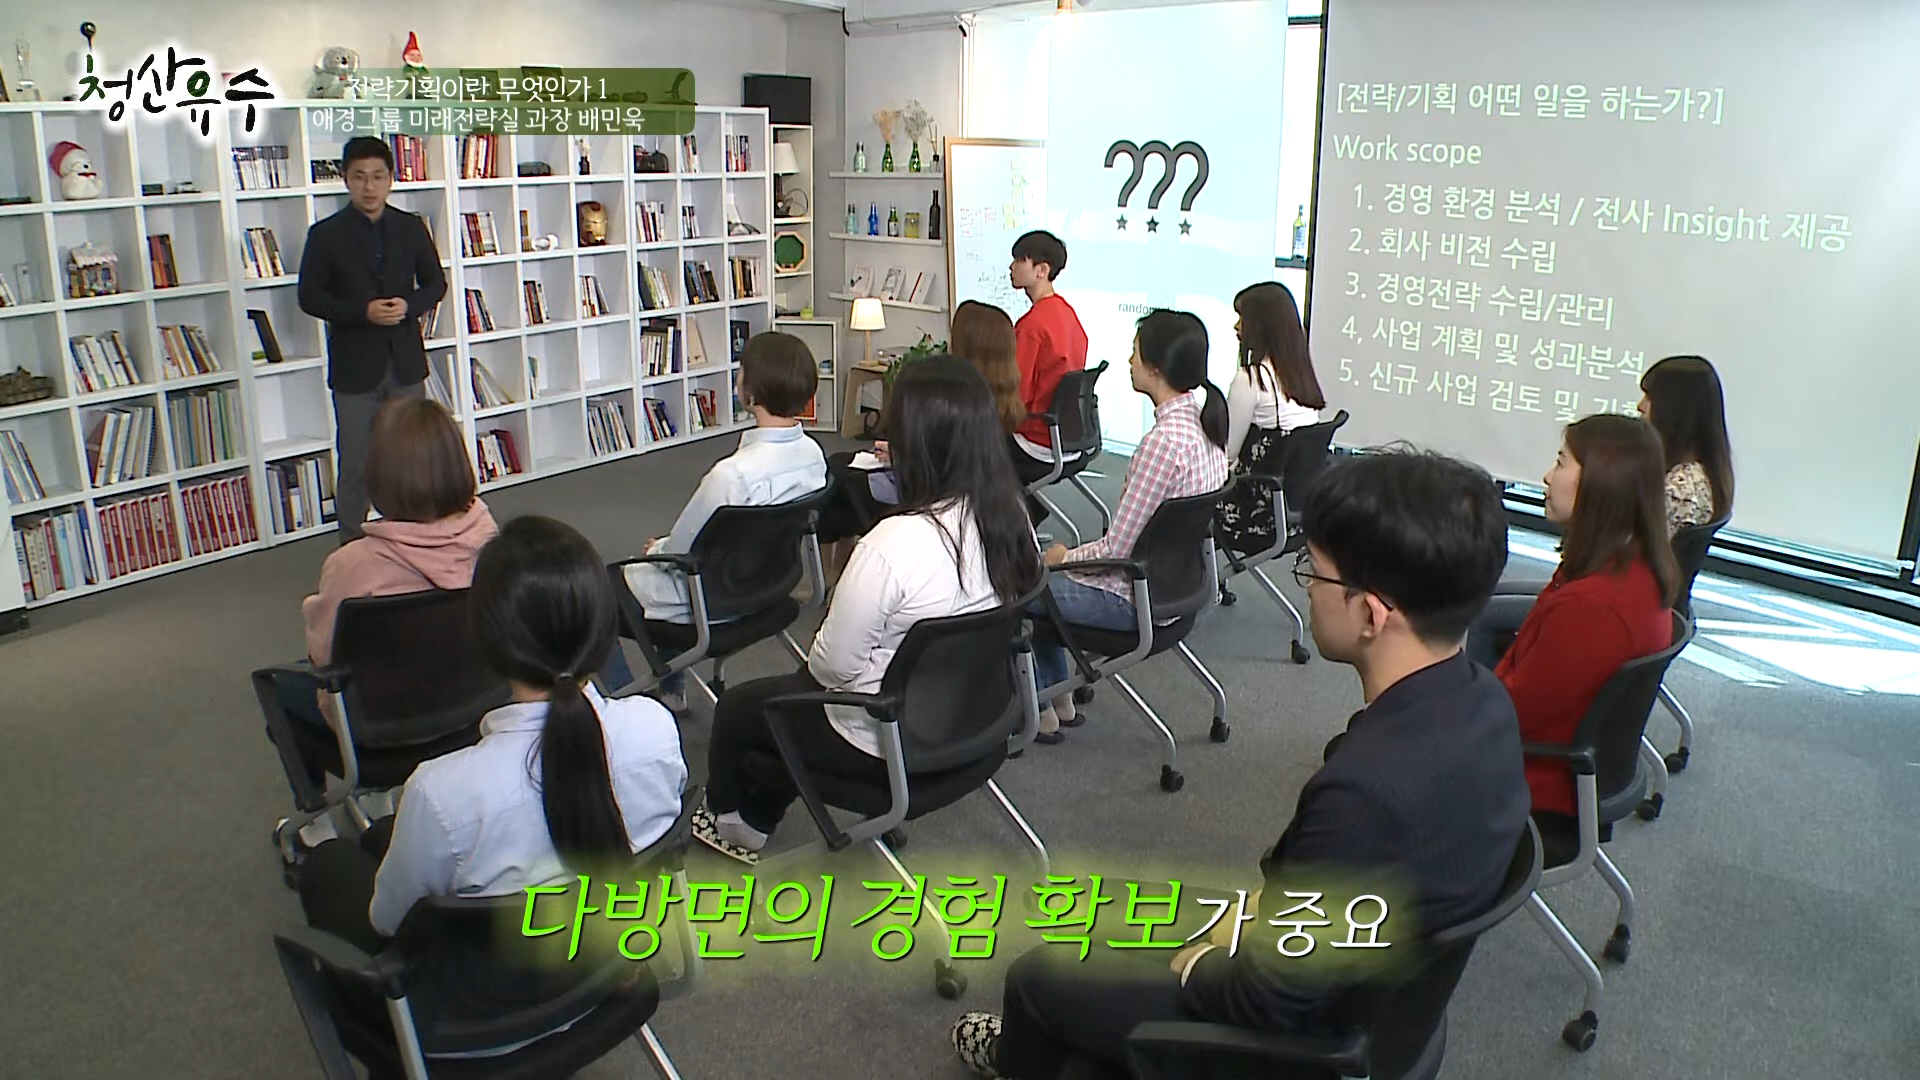 청산유수
전략기획이란 무엇인가 1
애경그룹 미래전략실 과장 배민욱
???
[전략/기획 어떤 일을 하는가?]
Work scope
1. 경영 환경 분석 / 전사 Insight 제공
2. 회사 비전 수립
3. 경영전략 수립/관리
4, 사업 계획 및 성과분석
5. 신규 사업 검토 및
다방면의 경험 확보가 중요